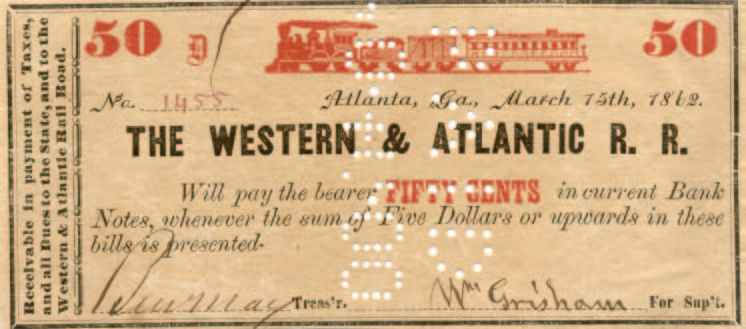 Receivable in payment of Taxes,
and all Dues to the State, and to the
Western & Atlantic Rail Road.
50 D 50
No. 1455 Atlanta, Ga., March 15th, 1862.
THE WESTERN & ATLANTIC R. R.
Will pay the bearer FIFTY CENTS in current Bank
Notes, whenever the sum of Five Dollars or upwards in these
bills is presented-
Treas'r. Wm Grisham For Sup't.